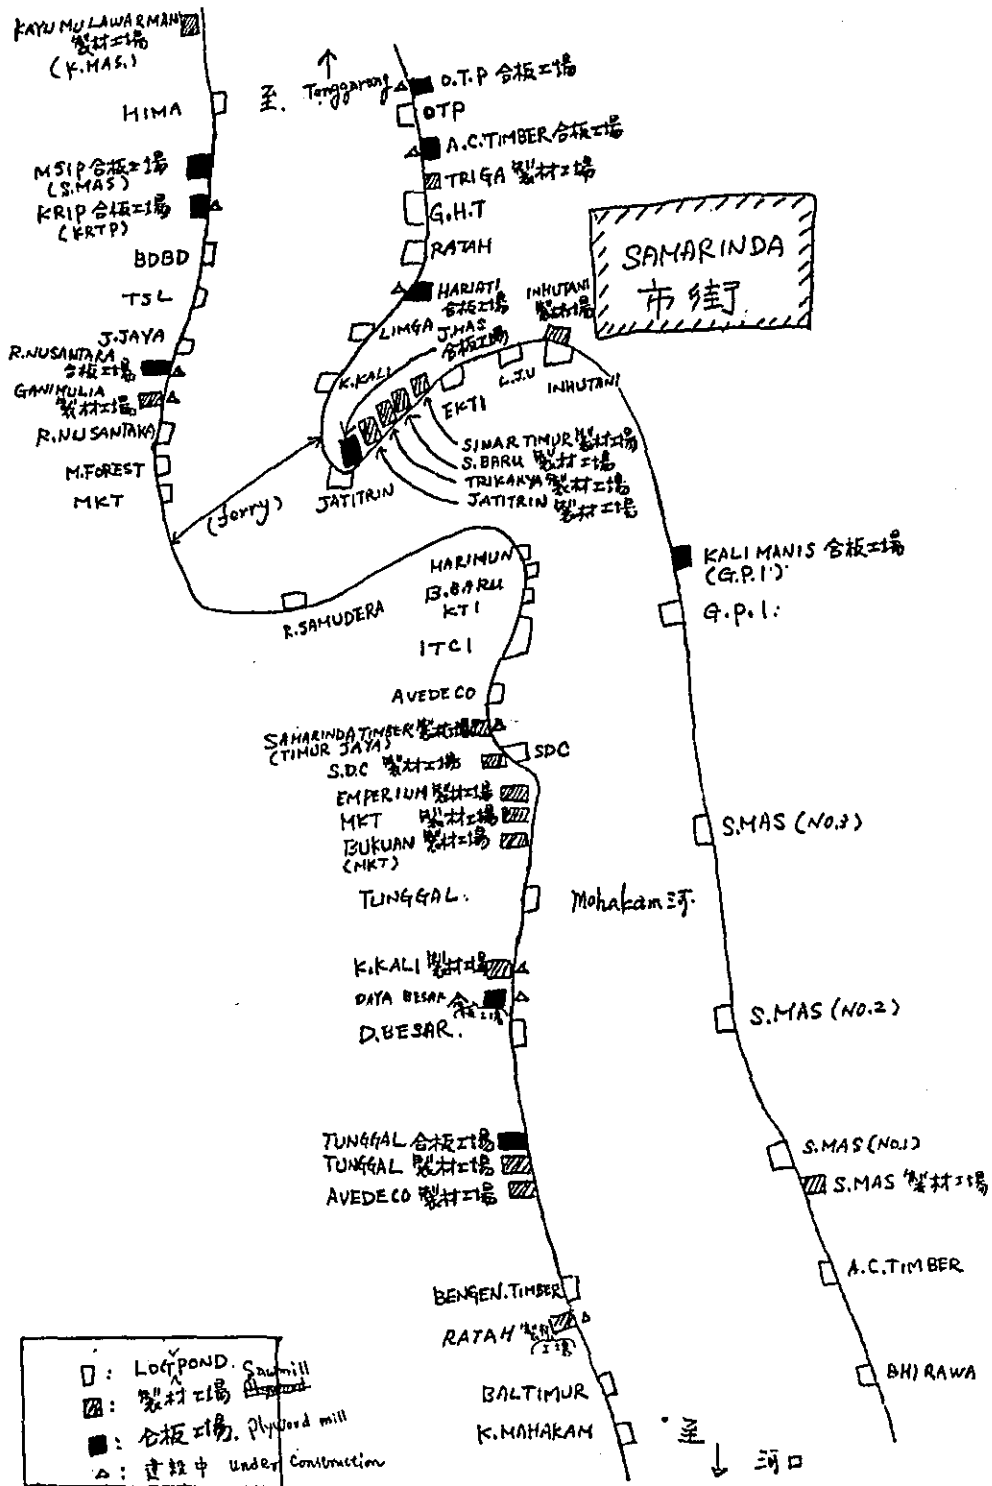 KAYU MULAWARMAN
製材工場
(K.MAS.)
HIMA
至. Tenggarong
O.T.P 合板工場
OTP
A.C.TIMBER 合板工場
TRIGA 製材工場
G.H.T
RATAH
MSIP 合板工場
(S.MAS)
KRIP 合板工場
(KRTP)
BDBD
TSL
J.JAYA
R.NUSANTARA
合板工場
GANIMULIA
製材工場
R.NUSANTAKA
M.FOREST
MKT
HARIATI
合板工場
LIMGA
J.MAS
合板工場
K.KALI
INHUTANI
製材工場
SAMARINDA
市街
L.J.U
INHUTANI
EKTI
SINAR TIMUR 製材工場
S.BARU 製材工場
TRIKANYA 製材工場
JATITRIN 製材工場
JATITRIN
(ferry)
HARIMUN
B.BARU
KTI
ITCI
R.SAMUDERA
KALI MANIS 合板工場
(G.P.I.)
G.P.I.
AVEDECO
SAMARINDA TIMBER 製材工場
(TIMUR JAYA)
SDC
S.D.C 製材工場
EMPERIUM 製材工場
MKT 製材工場
BUKUAN 製材工場
(MKT)
S.MAS (NO.3)
TUNGGAL.
Mahakam 河.
K.KALI 製材工場
DAYA BESAR 合板工場
D.BESAR.
S.MAS (NO.2)
TUNGGAL 合板工場
TUNGGAL 製材工場
AVEDECO 製材工場
S.MAS (NO.1)
S.MAS 製材工場
A.C.TIMBER
BENGEN.TIMBER
RATAH 製材工場
BHIRAWA
BALTIMUR
K.MAHAKAM
至
河口
: LOGPOND.
: 製材工場 Sawmill
: 合板工場. Plywood mill
: 建設中 under construction